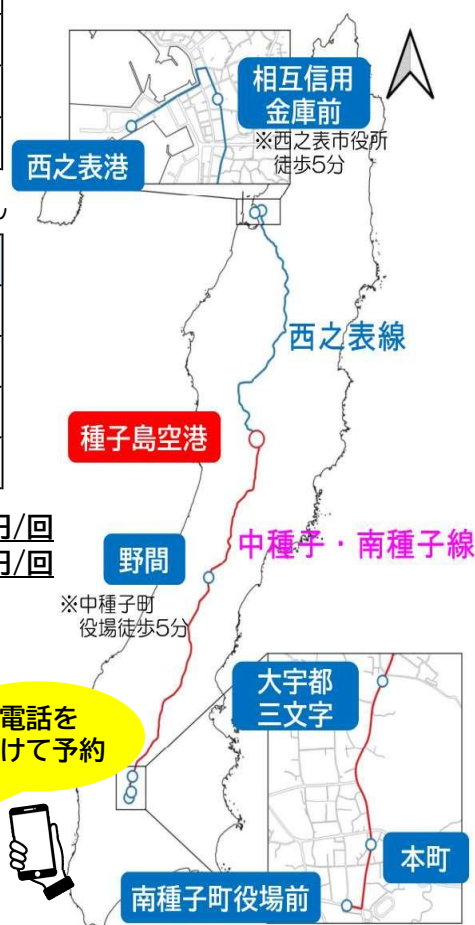 相互信用
金庫前
※西之表市役所
徒歩5分
西之表港
西之表線
種子島空港
円/回
円/回
中種子・南種子線
野間
※中種子町
役場徒歩5分
大宇都
三文字
電話を
けて予約
本町
南種子町役場前